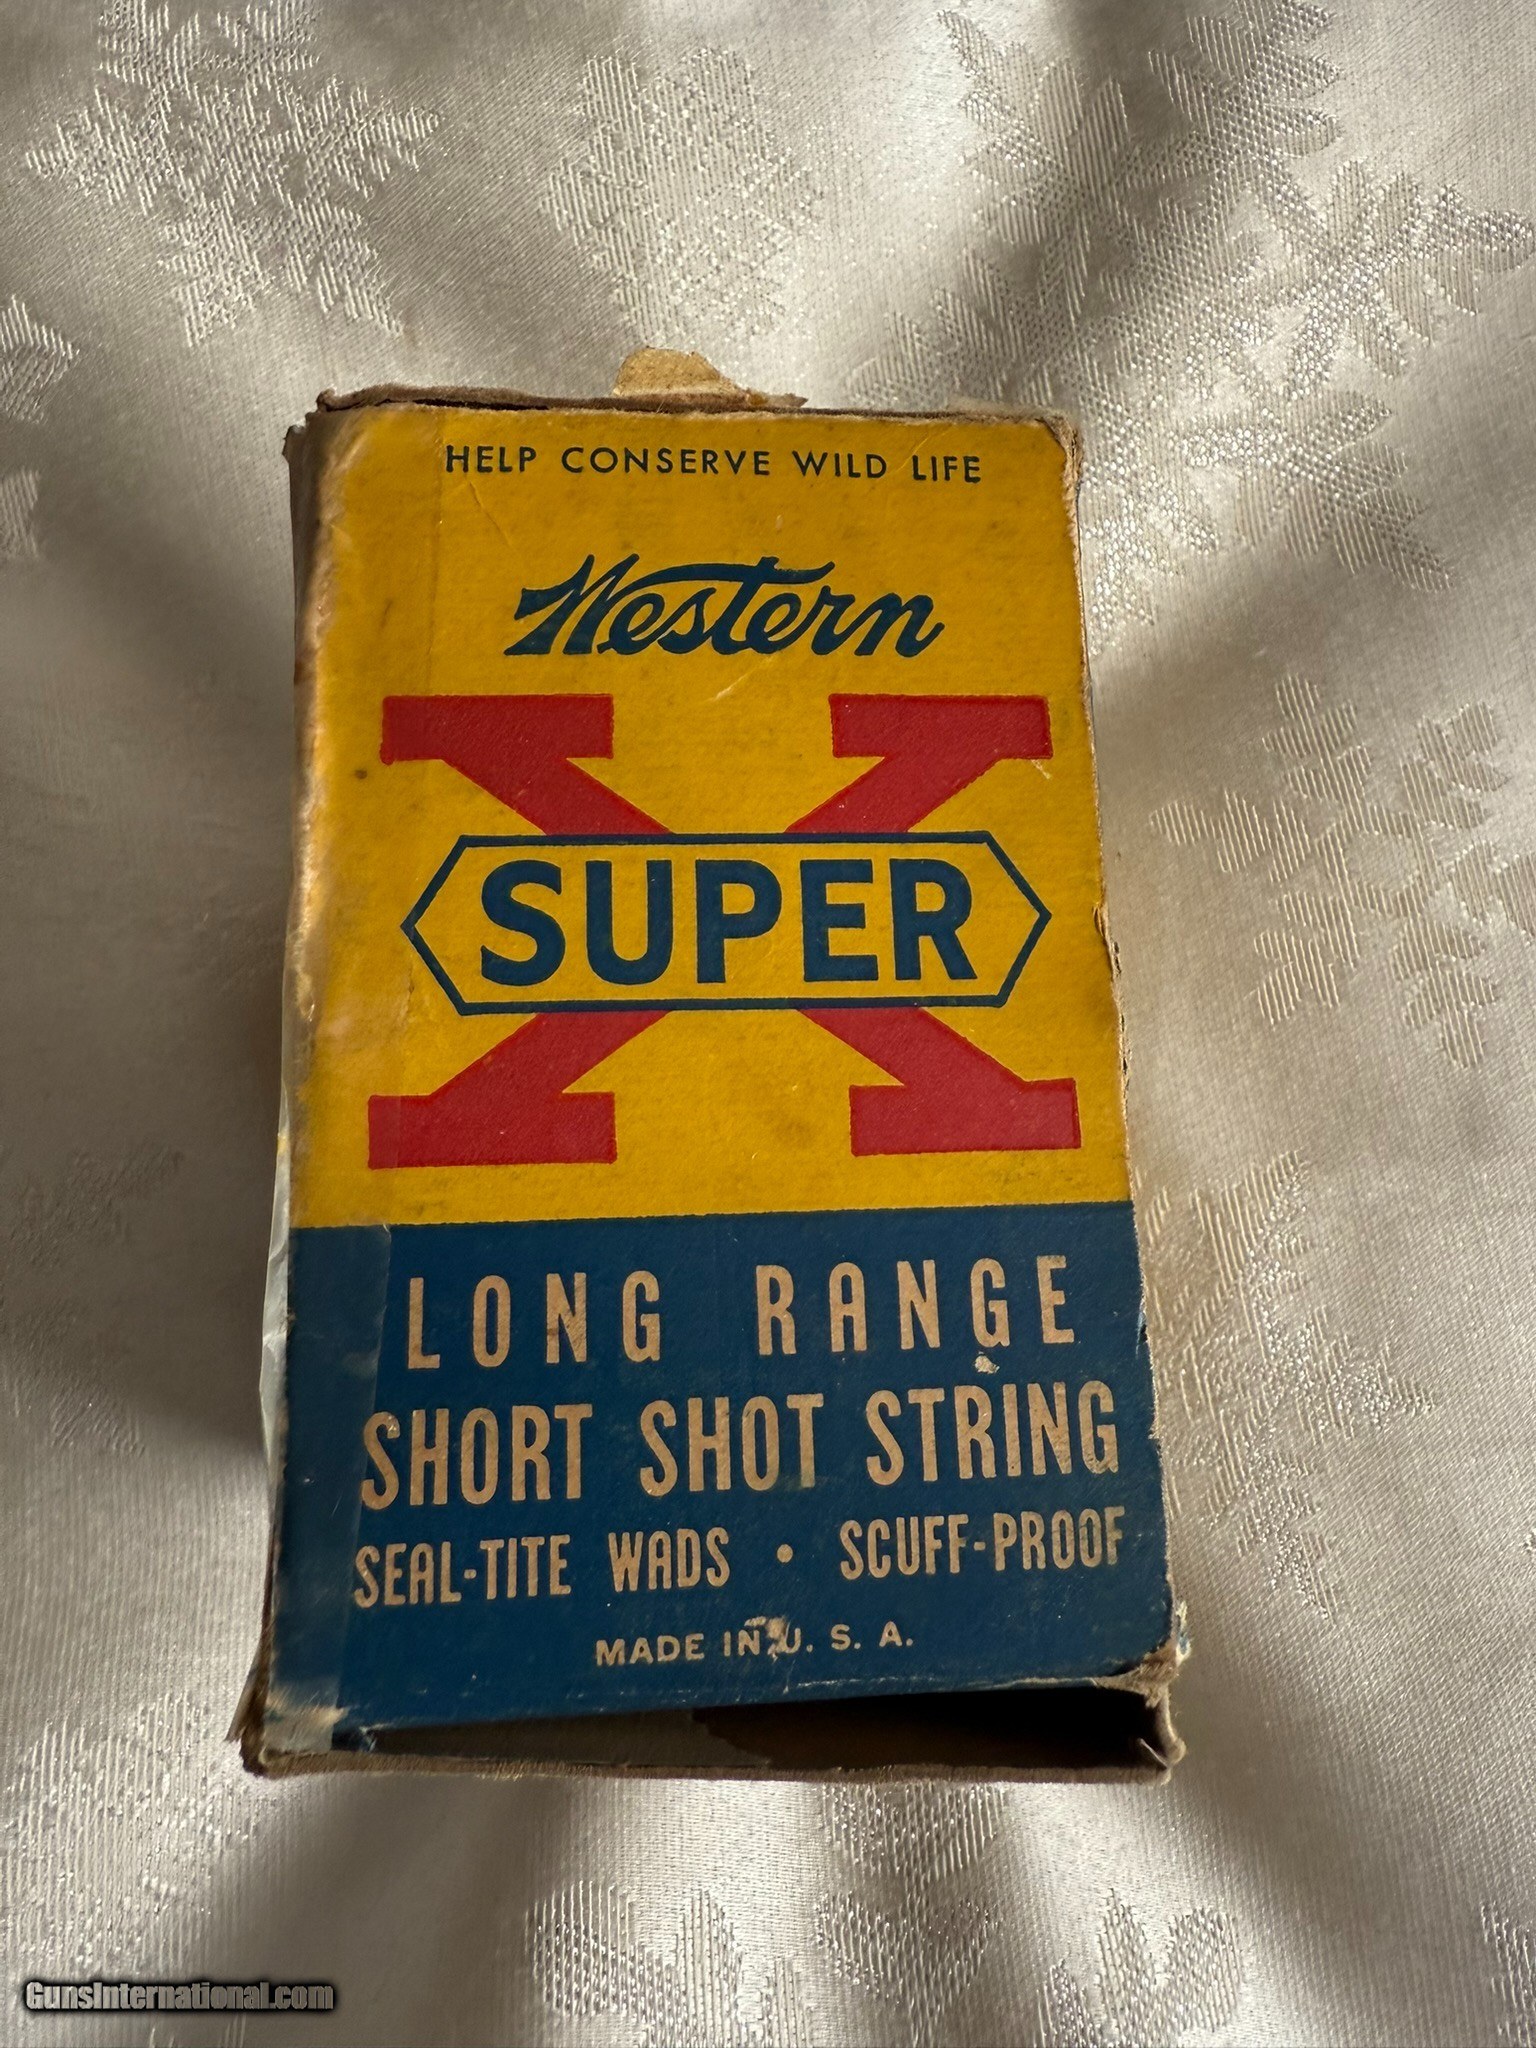 HELP CONSERVE WILD LIFE
Western
X
SUPER
LONG RANGE
SHORT SHOT STRING
SEAL-TITE WADS • SCUFF-PROOF
MADE IN U. S. A.
GunsInternational.com